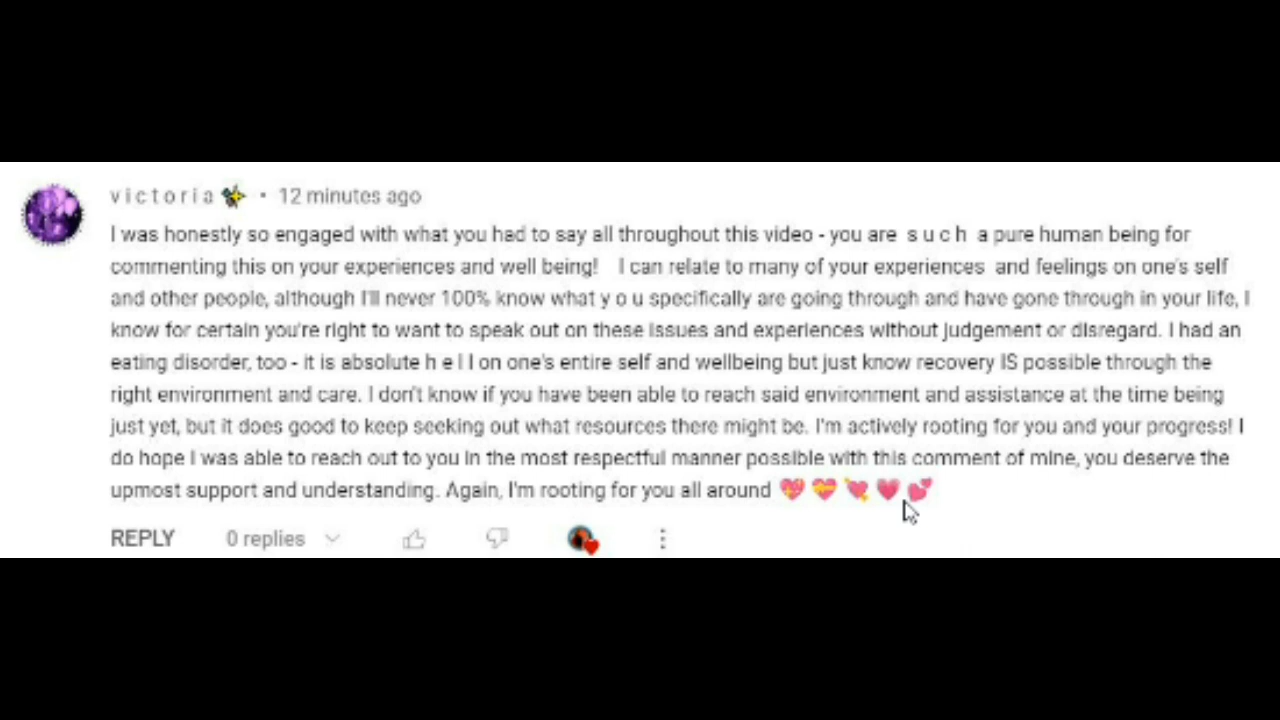 v i c t o r i a ✨ • 12 minutes ago
I was honestly so engaged with what you had to say all throughout this video - you are s u c h a pure human being for
commenting this on your experiences and well being! I can relate to many of your experiences and feelings on one's self
and other people, although I'll never 100% know what y o u specifically are going through and have gone through in your life, I
know for certain you're right to want to speak out on these issues and experiences without judgement or disregard. I had an
eating disorder, too - it is absolute h e l l on one's entire self and wellbeing but just know recovery IS possible through the
right environment and care. I don't know if you have been able to reach said environment and assistance at the time being
just yet, but it does good to keep seeking out what resources there might be. I'm actively rooting for you and your progress! I
do hope I was able to reach out to you in the most respectful manner possible with this comment of mine, you deserve the
upmost support and understanding. Again, I'm rooting for you all around 💖 💝 💘 💗 💕
REPLY 0 replies